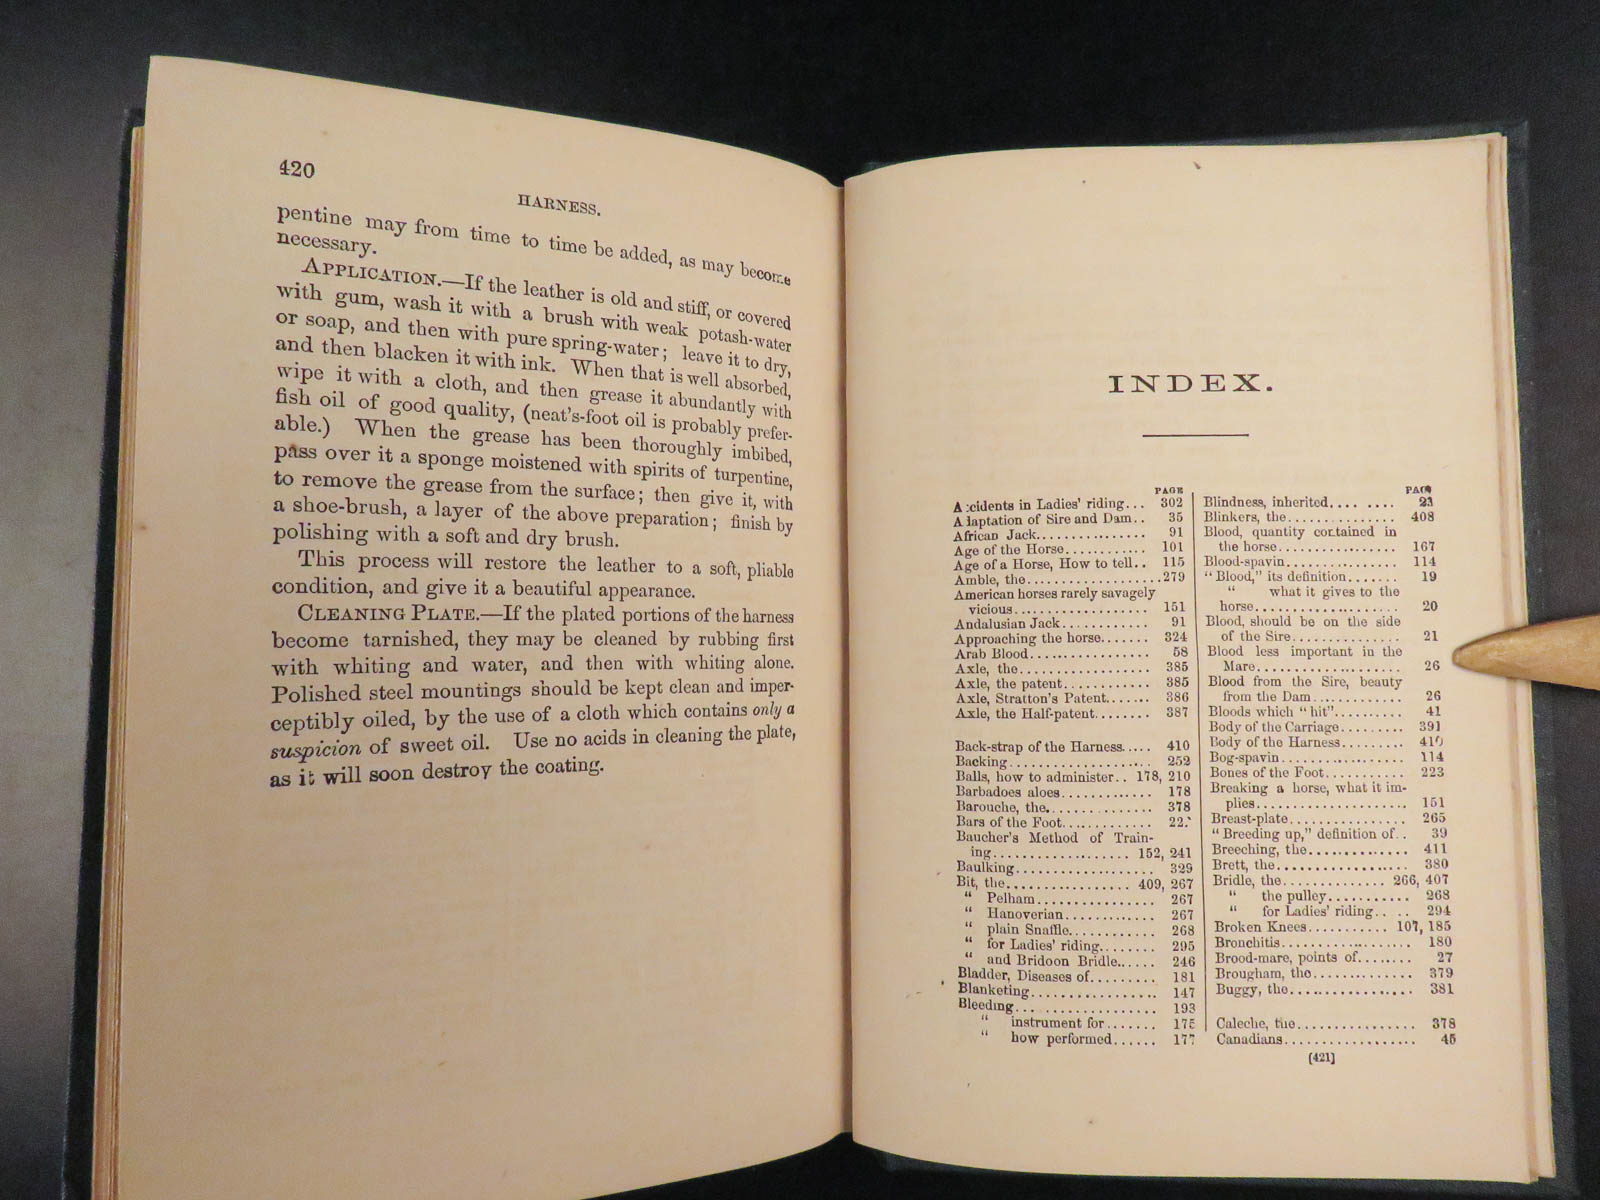 420
HARNESS.
pentine may from time to time be added, as may become
necessary.
APPLICATION.—If the leather is old and stiff, or covered
with gum, wash it with a brush with weak potash-water
or soap, and then with pure spring-water; leave it to dry,
and then blacken it with ink. When that is well absorbed,
wipe it with a cloth, and then grease it abundantly with
fish oil of good quality, (neat's-foot oil is probably prefer-
able.) When the grease has been thoroughly imbibed,
pass over it a sponge moistened with spirits of turpentine,
to remove the grease from the surface; then give it, with
a shoe-brush, a layer of the above preparation; finish by
polishing with a soft and dry brush.
This process will restore the leather to a soft, pliable
condition, and give it a beautiful appearance.
CLEANING PLATE.—If the plated portions of the harness
become tarnished, they may be cleaned by rubbing first
with whiting and water, and then with whiting alone.
Polished steel mountings should be kept clean and imper-
ceptibly oiled, by the use of a cloth which contains only a
suspicion of sweet oil. Use no acids in cleaning the plate,
as it will soon destroy the coating.
INDEX.
PAGE
Accidents in Ladies' riding... 302
Adaptation of Sire and Dam.. 35
African Jack................ 91
Age of the Horse............ 101
Age of a Horse, How to tell.. 115
Amble, the...................279
American horses rarely savagely
vicious.................. 151
Andalusian Jack............ 91
Approaching the horse....... 324
Arab Blood.................. 58
Axle, the................... 385
Axle, the patent............ 385
Axle, Stratton's Patent...... 386
Axle, the Half-patent........ 387
Back-strap of the Harness..... 410
Backing..................... 252
Balls, how to administer.. 178, 210
Barbadoes aloes............. 178
Barouche, the............... 378
Bars of the Foot............ 22
Baucher's Method of Train-
ing.................. 152, 241
Baulking.................... 329
Bit, the................. 409, 267
“ Pelham................ 267
“ Hanoverian............ 267
“ plain Snaffle............ 268
“ for Ladies' riding........ 295
“ and Bridoon Bridle...... 246
Bladder, Diseases of......... 181
Blanketing.................. 147
Bleeding.................... 193
“ instrument for....... 175
“ how performed...... 177
PAGE
Blindness, inherited........ 23
Blinkers, the............... 408
Blood, quantity contained in
the horse................. 167
Blood-spavin................ 114
“Blood,” its definition....... 19
“ what it gives to the
horse.................... 20
Blood, should be on the side
of the Sire............... 21
Blood less important in the
Mare.................... 26
Blood from the Sire, beauty
from the Dam............ 26
Bloods which “hit”.......... 41
Body of the Carriage......... 391
Body of the Harness......... 410
Bog-spavin.................. 114
Bones of the Foot........... 223
Breaking a horse, what it im-
plies..................... 151
Breast-plate................ 265
“Breeding up,” definition of.. 39
Breeching, the.............. 411
Brett, the................... 380
Bridle, the.............. 266, 407
“ the pulley........... 268
“ for Ladies' riding.. .. 294
Broken Knees........... 107, 185
Bronchitis................... 180
Brood-mare, points of........ 27
Brougham, the.............. 379
Buggy, the................. 381
Caleche, the................. 378
Canadians................... 45
[421]